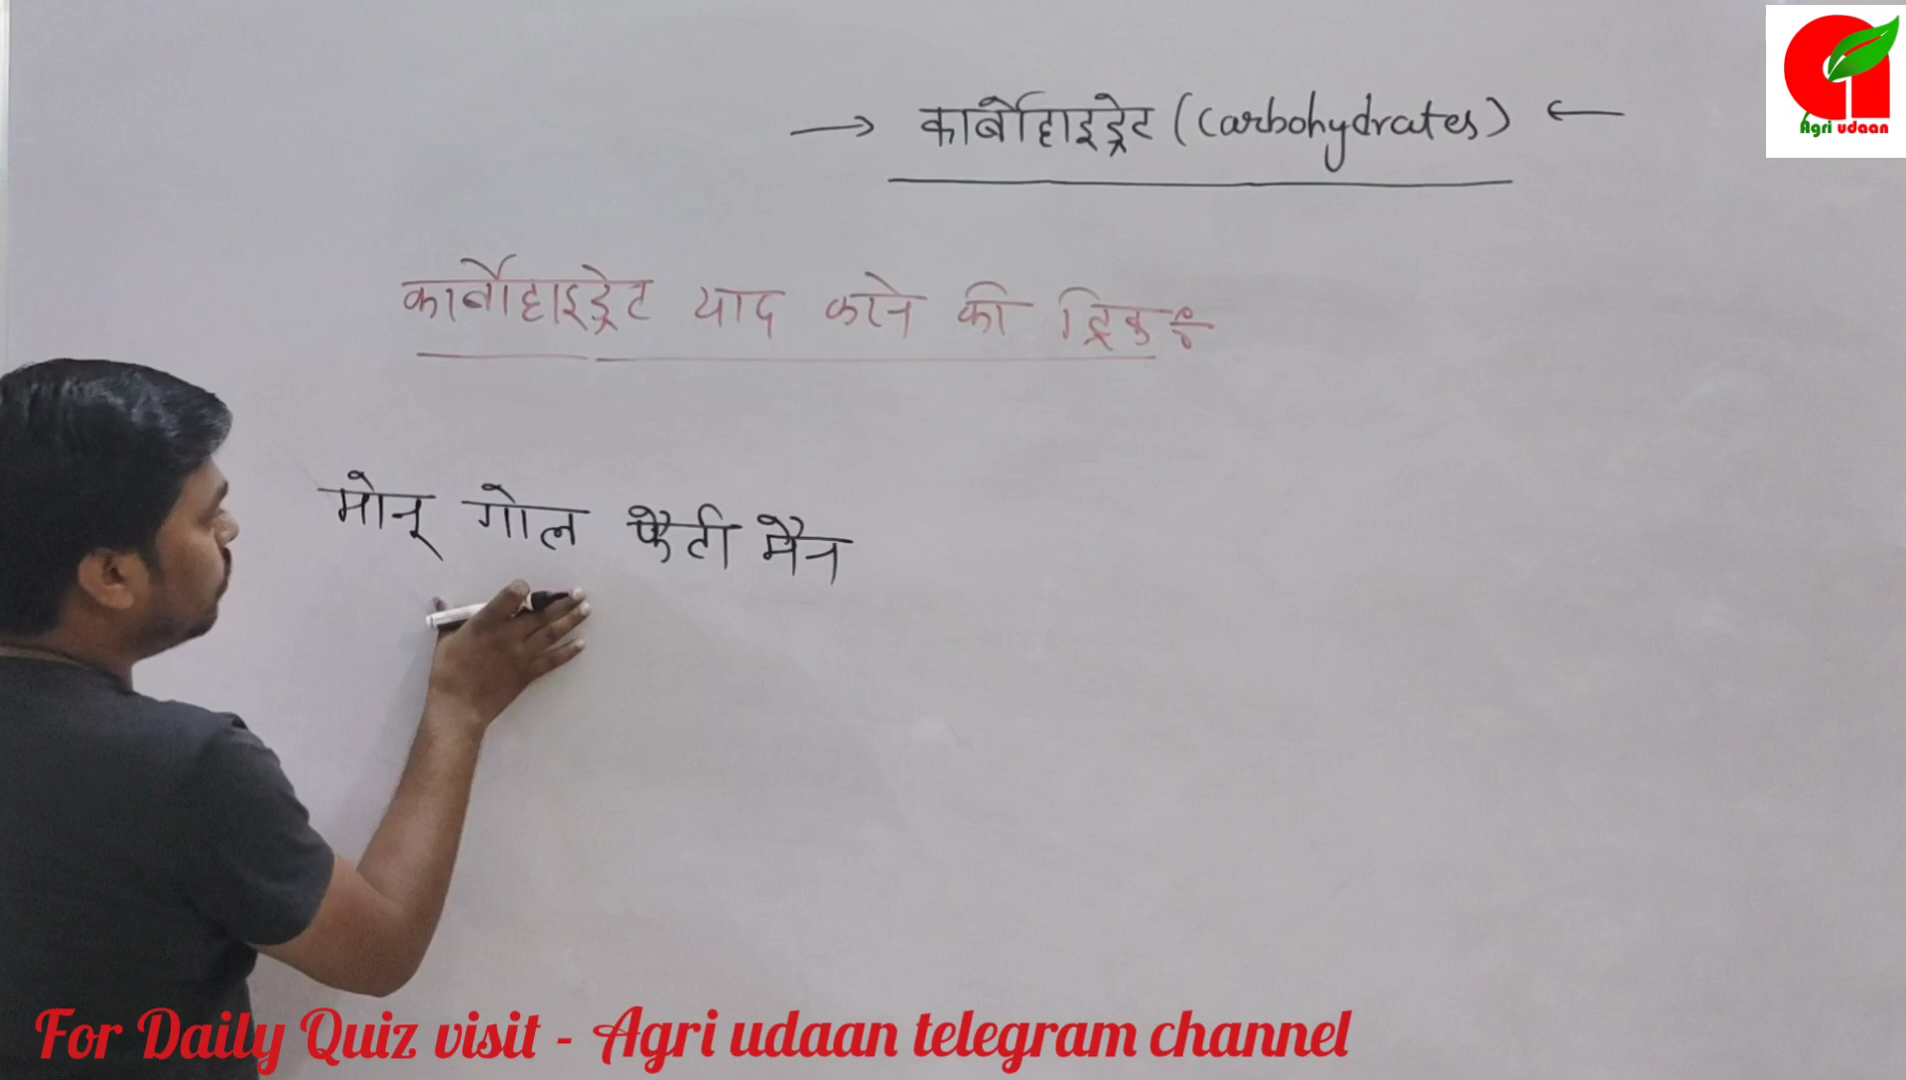 → कार्बोहाइड्रेट (Carbohydrates) ←
Agri udaan
कार्बोहाइड्रेट याद करने की ट्रिक :-
मोनू गोल फैटी मैन
For Daily Quiz visit - Agri udaan telegram channel